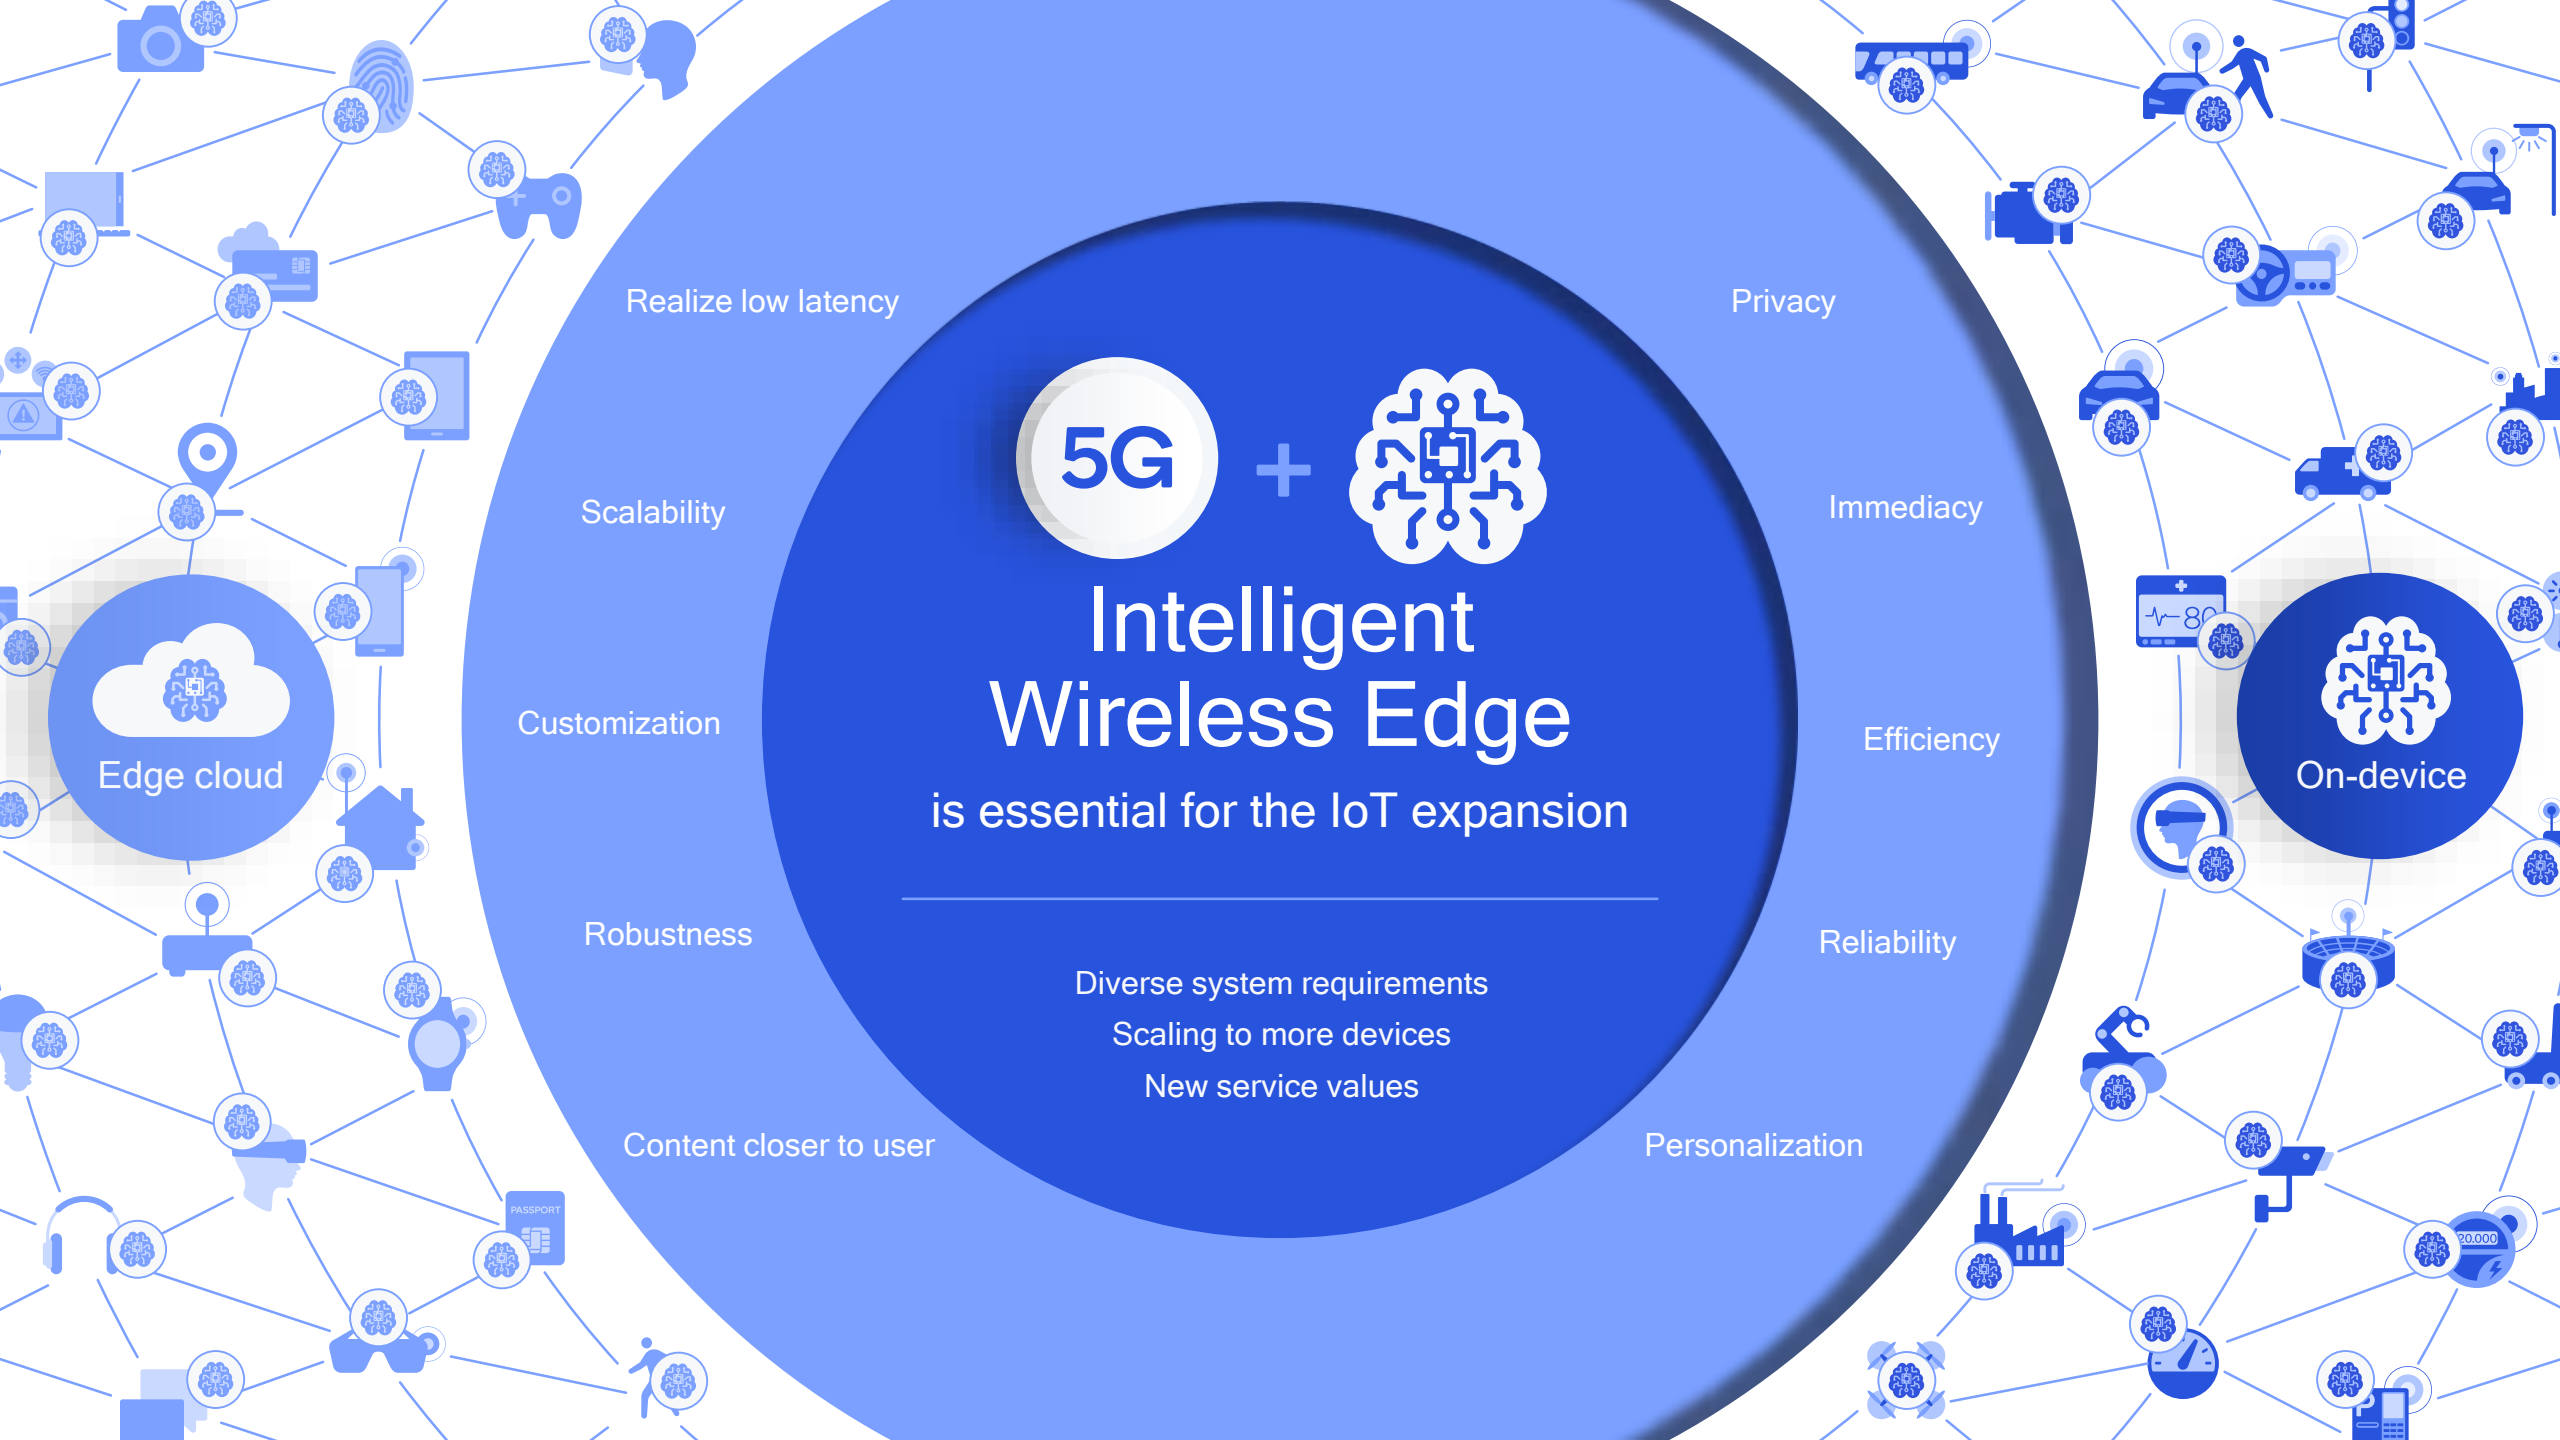 Realize low latency
Scalability
Customization
Robustness
Content closer to user
Edge cloud
PASSPORT
5G
+
Intelligent
Wireless Edge
is essential for the IoT expansion
Diverse system requirements
Scaling to more devices
New service values
Privacy
Immediacy
Efficiency
Reliability
Personalization
80
On-device
20.000
P